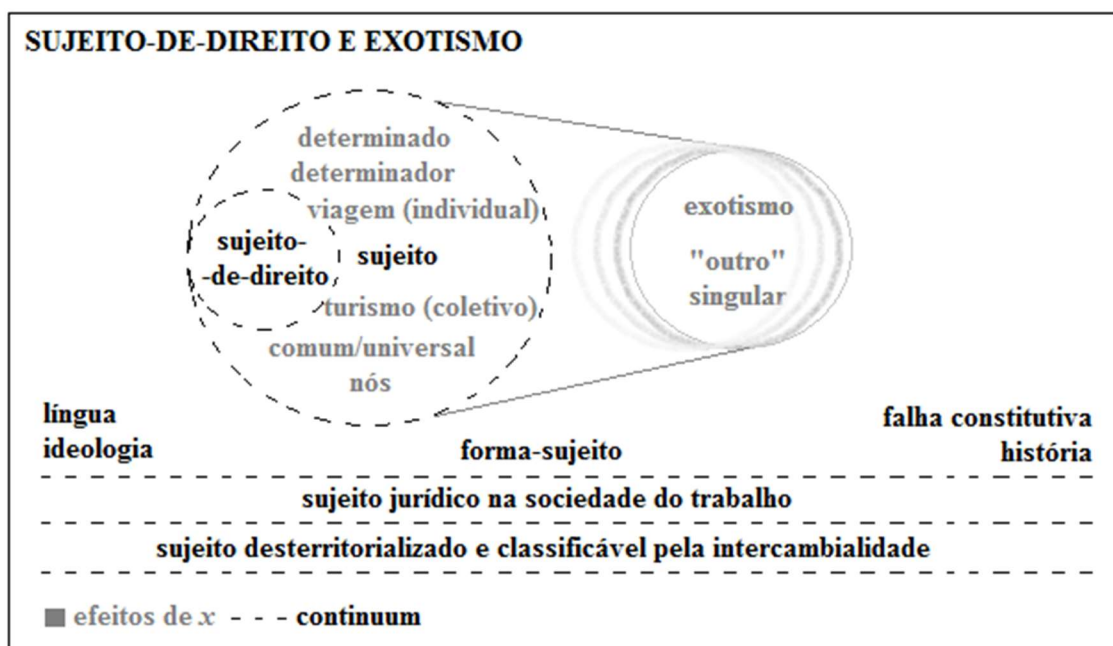 SUJEITO-DE-DIREITO E EXOTISMO
determinado
determinador
viagem (individual)
sujeito-
-de-direito
sujeito
turismo (coletivo)
comum/universal
nós
exotismo
"outro"
singular
língua
ideologia
forma-sujeito
falha constitutiva
história
sujeito jurídico na sociedade do trabalho
sujeito desterritorializado e classificável pela intercambialidade
efeitos de x - - - continuum